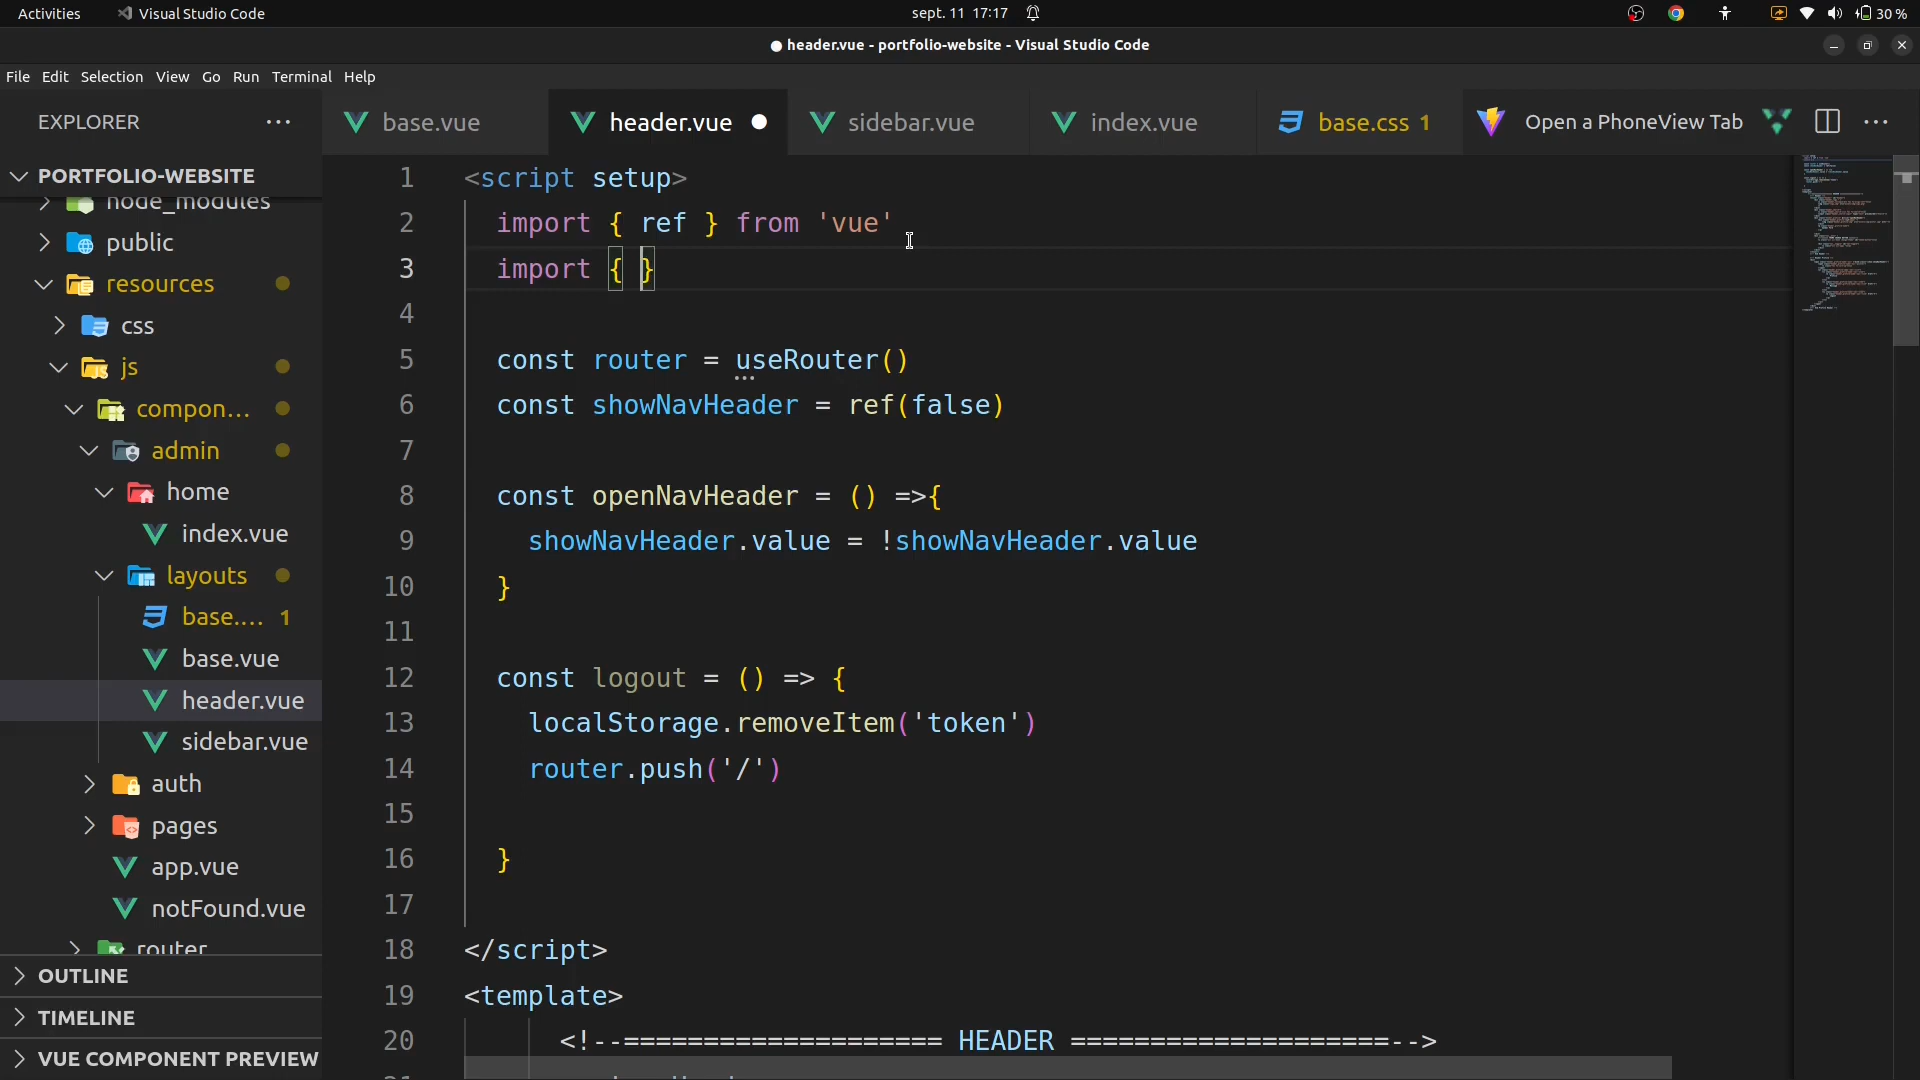 Activities
Visual Studio Code
sept. 11 17:17
30 %
header.vue - portfolio-website - Visual Studio Code
File Edit Selection View Go Run Terminal Help
EXPLORER
base.vue
header.vue
sidebar.vue
index.vue
base.css 1
Open a PhoneView Tab
PORTFOLIO-WEBSITE
node_modules
public
resources
css
js
compon...
admin
home
index.vue
layouts
base.... 1
base.vue
header.vue
sidebar.vue
auth
pages
app.vue
notFound.vue
router
OUTLINE
TIMELINE
VUE COMPONENT PREVIEW
1 <script setup>
2 import { ref } from 'vue'
3 import { }
4
5 const router = useRouter()
6 const showNavHeader = ref(false)
7
8 const openNavHeader = () =>{
9 showNavHeader.value = !showNavHeader.value
10 }
11
12 const logout = () => {
13 localStorage.removeItem('token')
14 router.push('/')
15
16 }
17
18 </script>
19 <template>
20 <!--==================== HEADER ====================-->